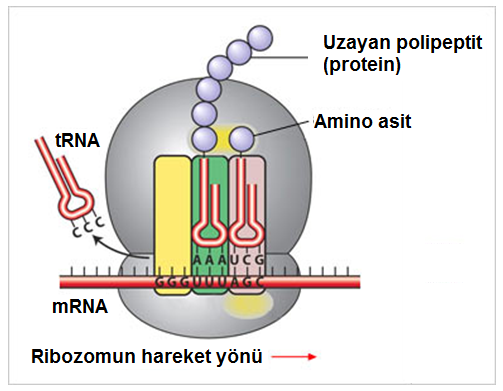 Uzayan polipeptit
(protein)
Amino asit
tRNA
CCC
AAAUCG
GGGUUUAGC
mRNA
Ribozomun hareket yönü